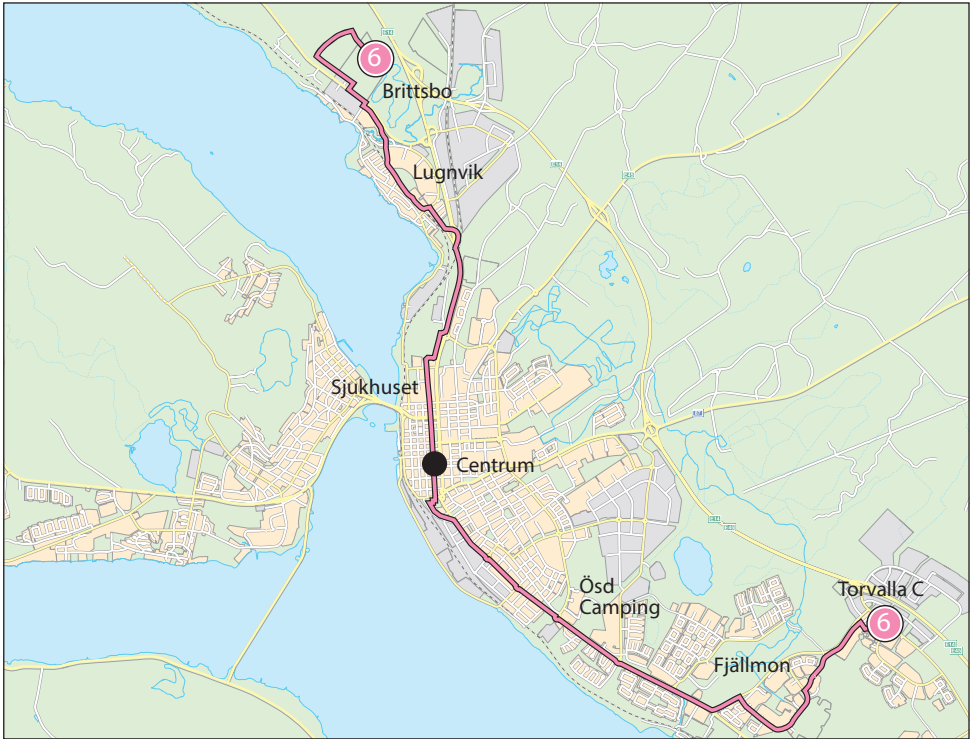 6
Brittsbo
Lugnvik
Sjukhuset
Centrum
Ösd
Camping
Torvalla C
6
Fjällmon